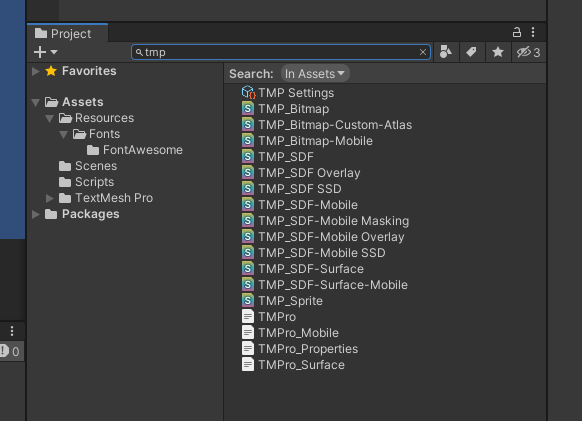 Project
tmp
3
Favorites
Search: In Assets
Assets
Resources
Fonts
FontAwesome
Scenes
Scripts
TextMesh Pro
Packages
TMP Settings
TMP_Bitmap
TMP_Bitmap-Custom-Atlas
TMP_Bitmap-Mobile
TMP_SDF
TMP_SDF Overlay
TMP_SDF SSD
TMP_SDF-Mobile
TMP_SDF-Mobile Masking
TMP_SDF-Mobile Overlay
TMP_SDF-Mobile SSD
TMP_SDF-Surface
TMP_SDF-Surface-Mobile
TMP_Sprite
TMPro
TMPro_Mobile
TMPro_Properties
TMPro_Surface
0